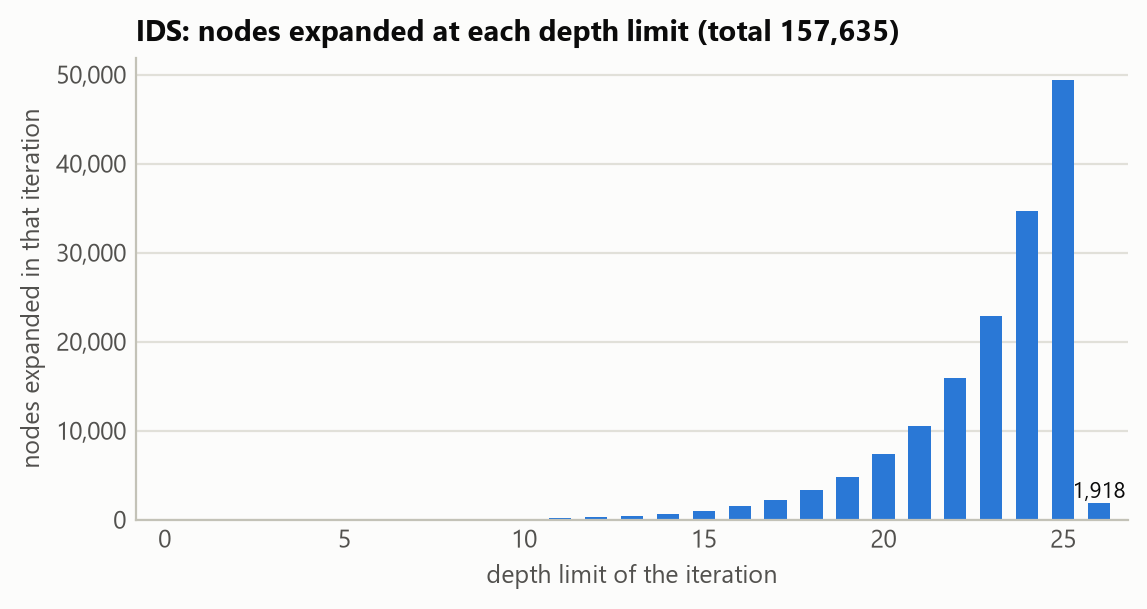 IDS: nodes expanded at each depth limit (total 157,635)
nodes expanded in that iteration
50,000
40,000
30,000
20,000
10,000
0
1,918
0 5 10 15 20 25
depth limit of the iteration